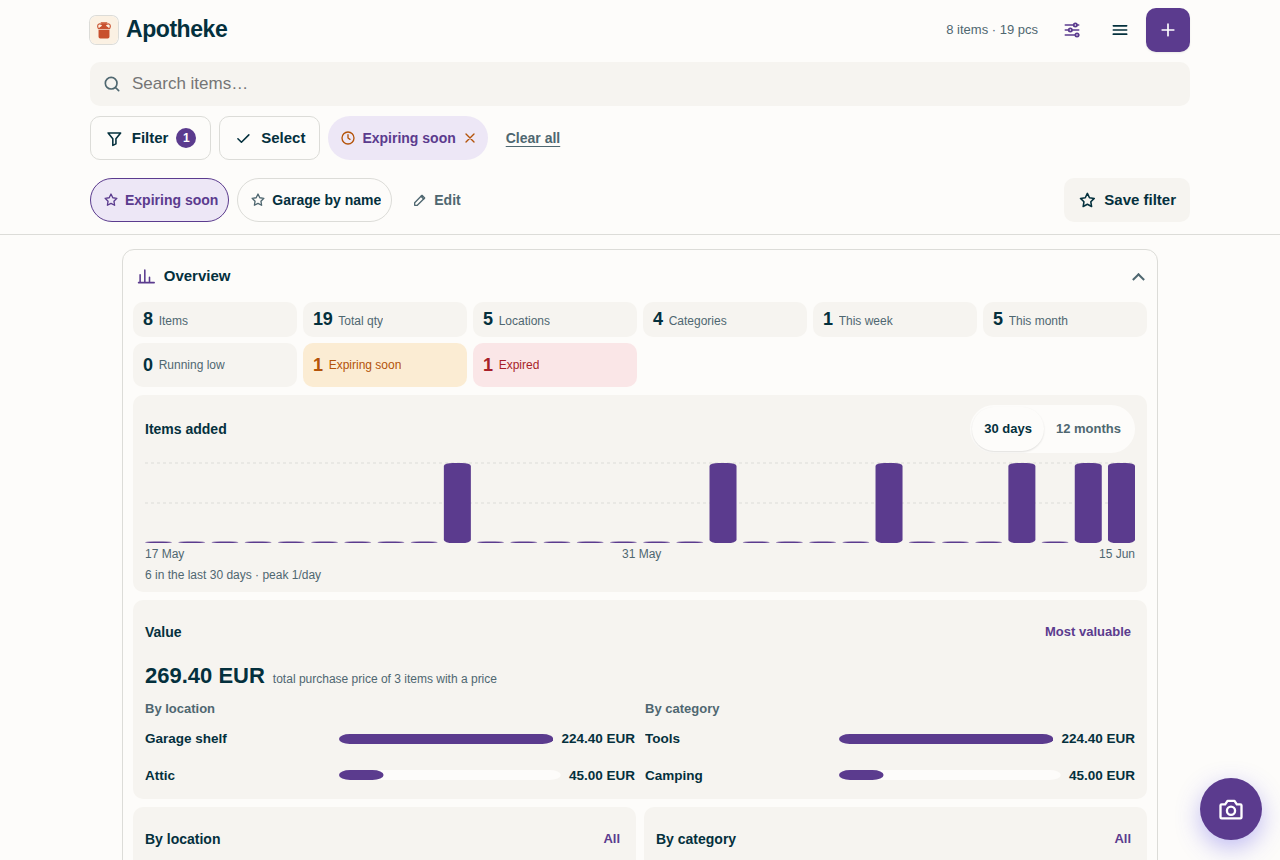 Apotheke
8 items · 19 pcs
Search items…
Filter 1
Select
Expiring soon
Clear all
Expiring soon
Garage by name
Edit
Save filter
Overview
8 Items
19 Total qty
5 Locations
4 Categories
1 This week
5 This month
0 Running low
1 Expiring soon
1 Expired
Items added
30 days
12 months
17 May
31 May
15 Jun
6 in the last 30 days · peak 1/day
Value
Most valuable
269.40 EUR total purchase price of 3 items with a price
By location
Garage shelf 224.40 EUR
Attic 45.00 EUR
By category
Tools 224.40 EUR
Camping 45.00 EUR
By location
All
By category
All